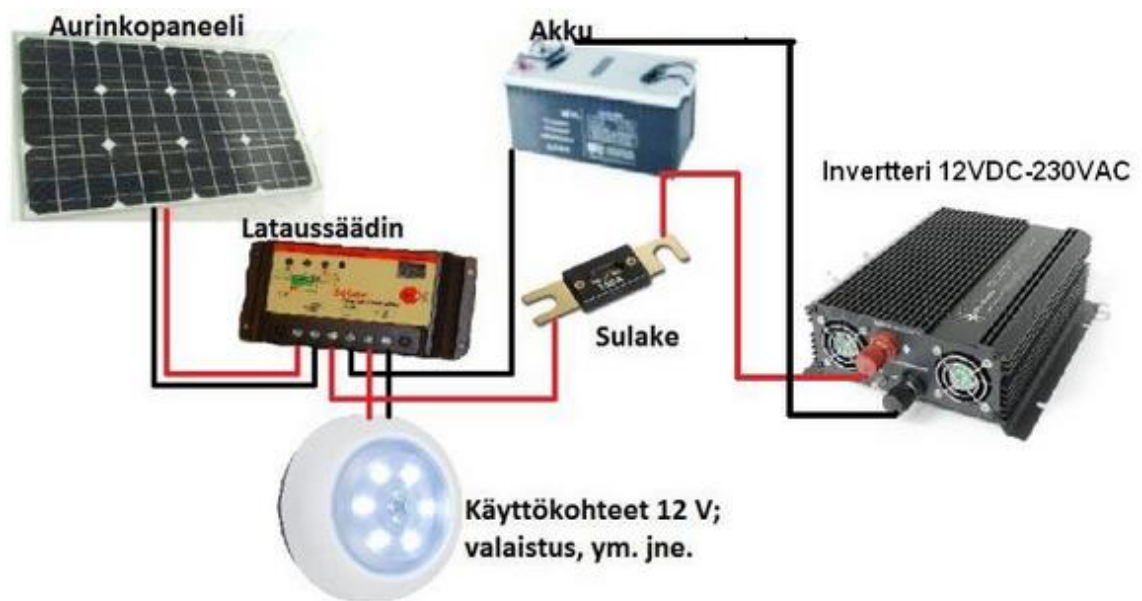 Aurinkopaneeli
Akku
Invertteri 12VDC-230VAC
Lataussäädin
Sulake
Käyttökohteet 12 V;
valaistus, ym. jne.